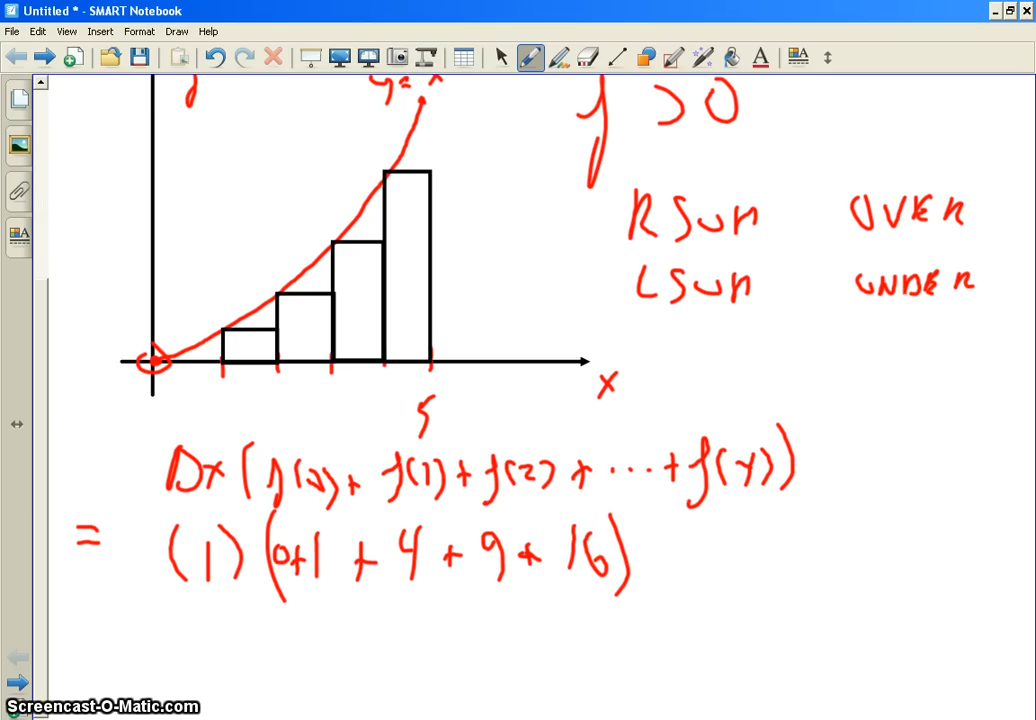 Untitled * - SMART Notebook
File Edit View Insert Format Draw Help
f > 0
R SUM OVER
L SUM UNDER
x
5
Δx (f(0) + f(1) + f(2) + ... + f(4))
= (1) (0+1 + 4 + 9 + 16)
Screencast-O-Matic.com